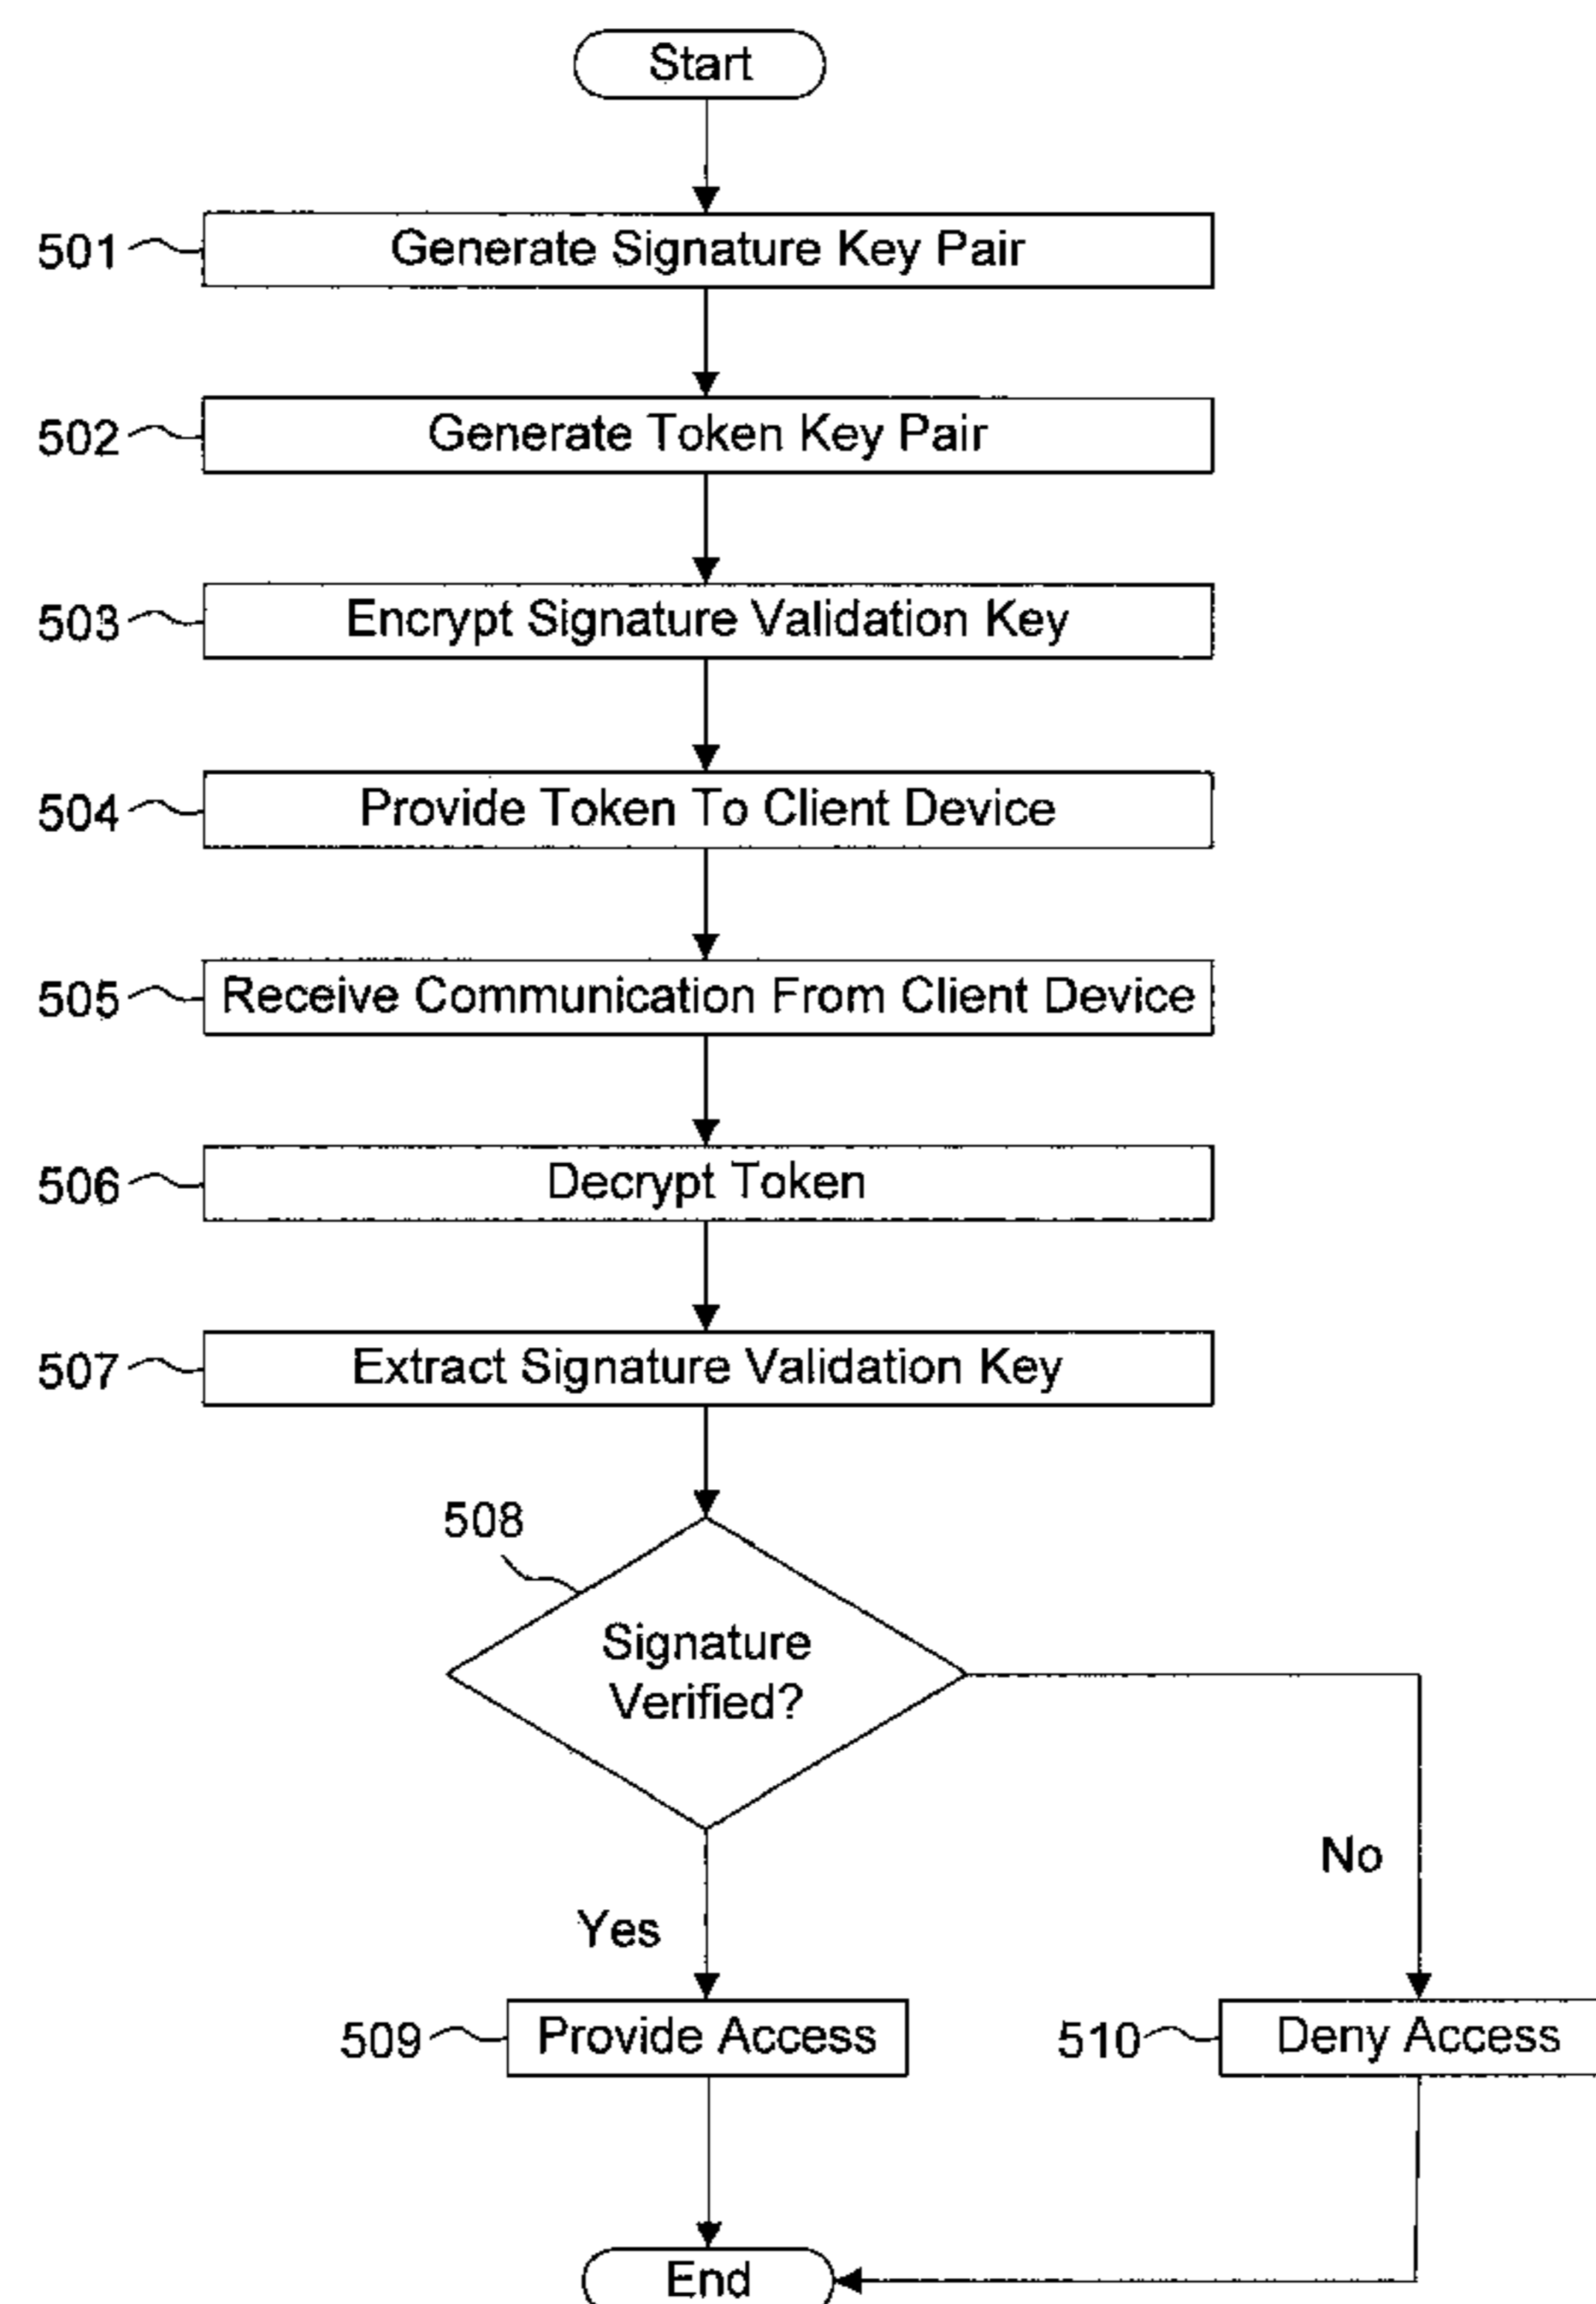 Start
501 Generate Signature Key Pair
502 Generate Token Key Pair
503 Encrypt Signature Validation Key
504 Provide Token To Client Device
505 Receive Communication From Client Device
506 Decrypt Token
507 Extract Signature Validation Key
508
Signature
Verified?
No
Yes
509 Provide Access
510 Deny Access
End